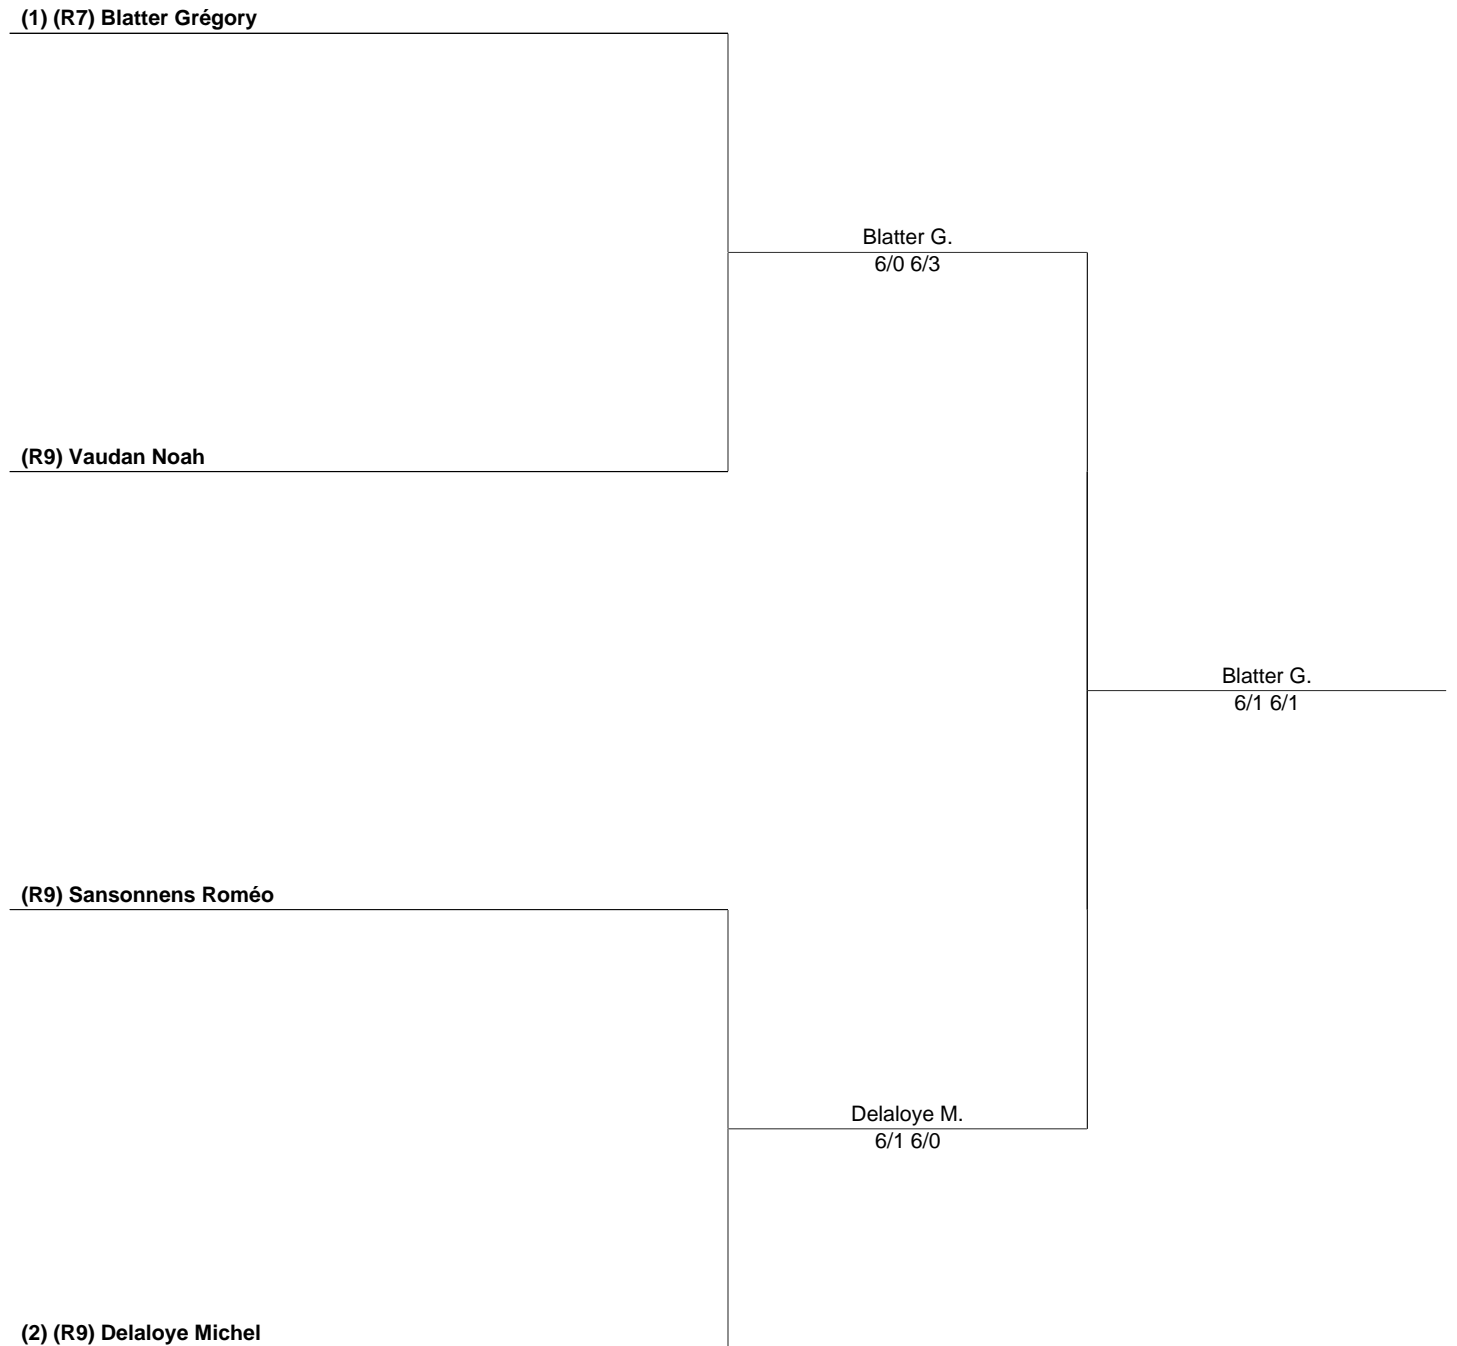 (1) (R7) Blatter Grégory
Blatter G.
6/0 6/3
(R9) Vaudan Noah
Blatter G.
6/1 6/1
(R9) Sansonnens Roméo
Delaloye M.
6/1 6/0
(2) (R9) Delaloye Michel